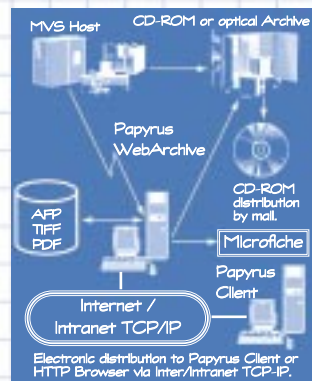 MVS Host
CD-ROM or optical Archive
Papyrus
WebArchive
CD-ROM
distribution
by mail.
AFP
TIFF
PDF
Microfiche
Papyrus
Client
Internet /
Intranet TCP/IP
Electronic distribution to Papyrus Client or
HTTP Browser via Inter/Intranet TCP-IP.